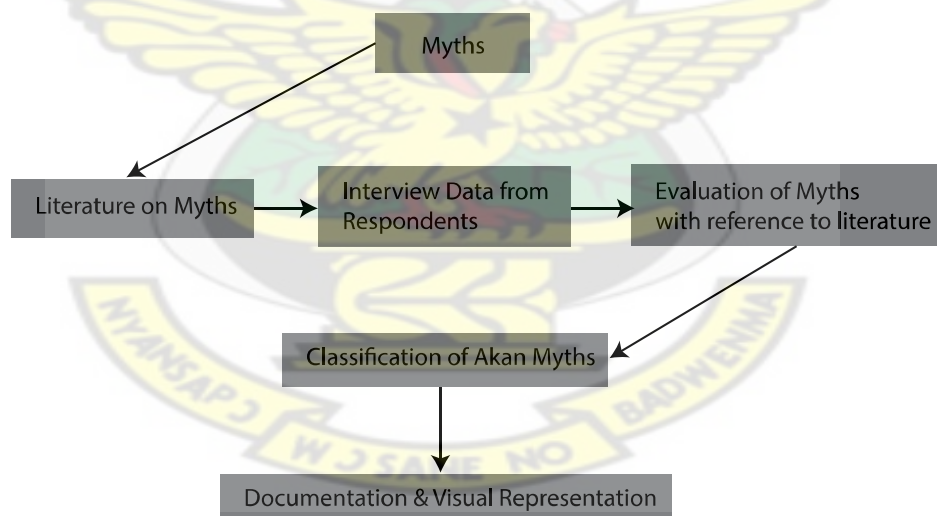 Myths
Literature on Myths
Interview Data from
Respondents
Evaluation of Myths
with reference to literature
Classification of Akan Myths
NYANSAPƆ
WƆ SANE NO
BADWENMA
Documentation & Visual Representation